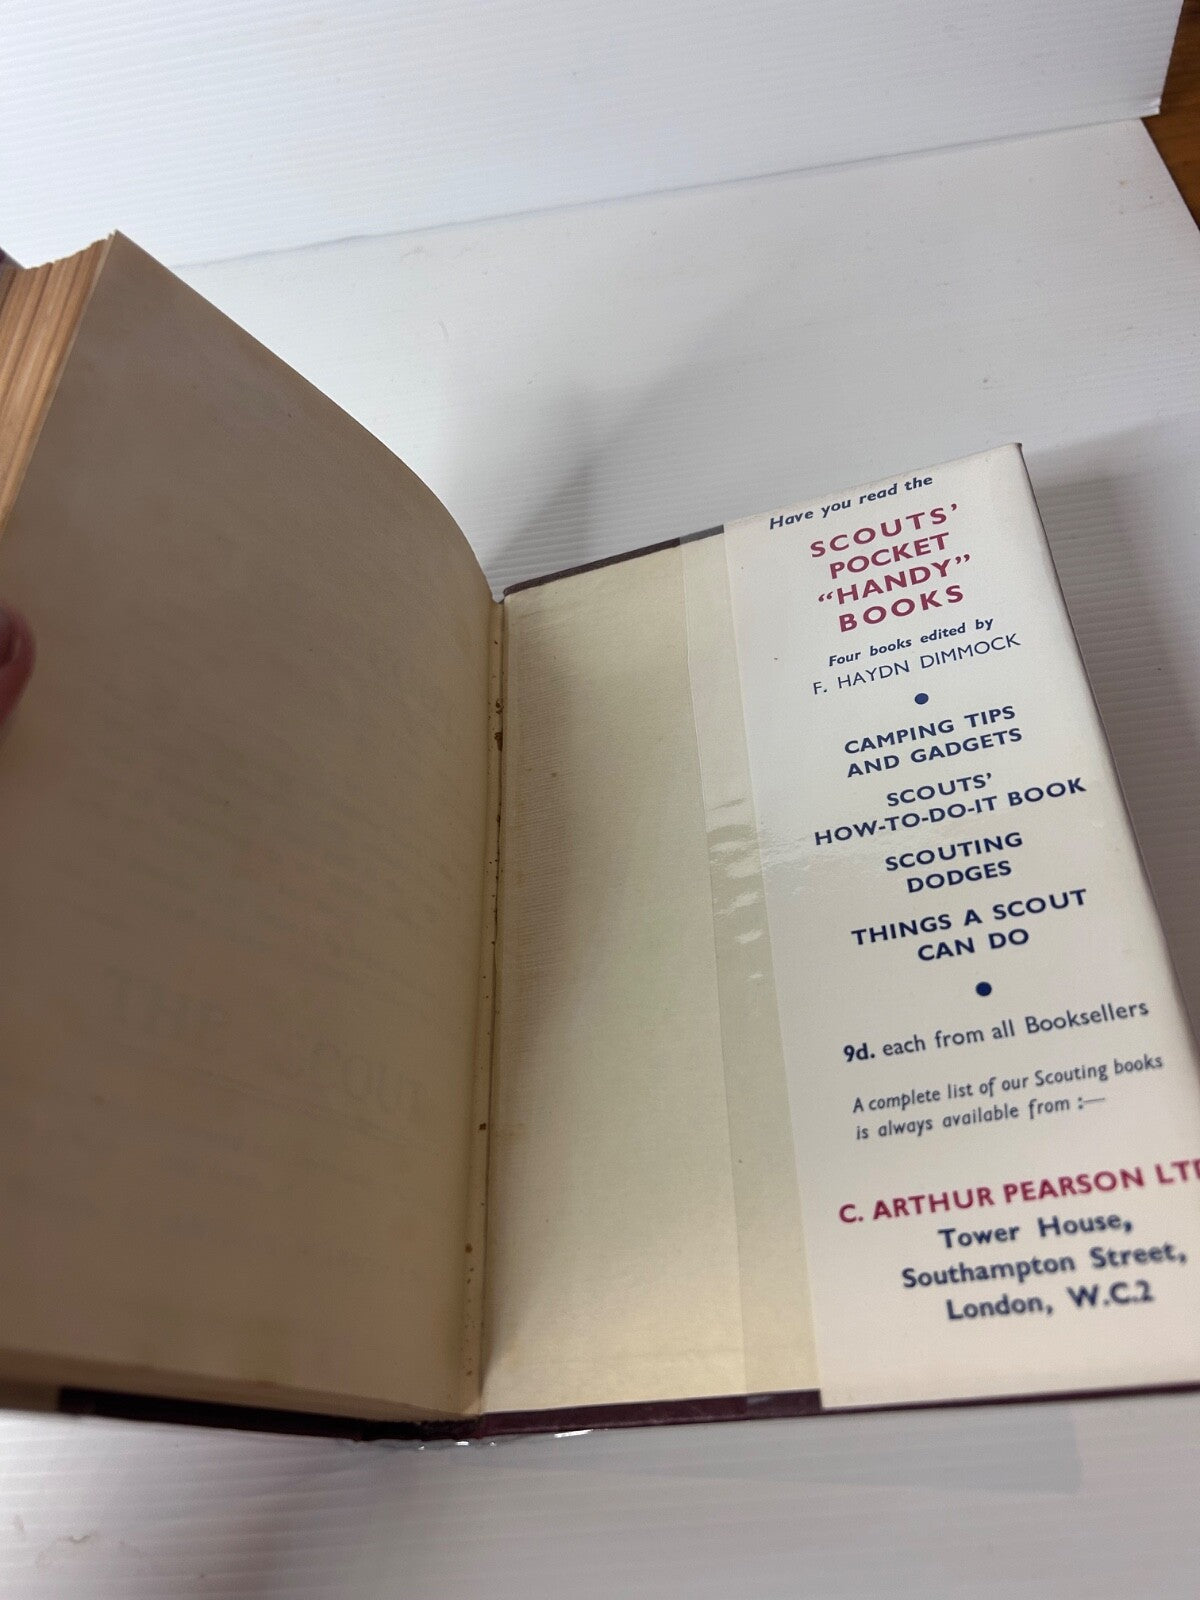 Have you read the
SCOUTS'
POCKET
“HANDY”
BOOKS
Four books edited by
F. HAYDN DIMMOCK
CAMPING TIPS
AND GADGETS
SCOUTS'
HOW-TO-DO-IT BOOK
SCOUTING
DODGES
THINGS A SCOUT
CAN DO
9d. each from all Booksellers
A complete list of our Scouting books
is always available from :—
C. ARTHUR PEARSON LTD
Tower House,
Southampton Street,
London, W.C.2